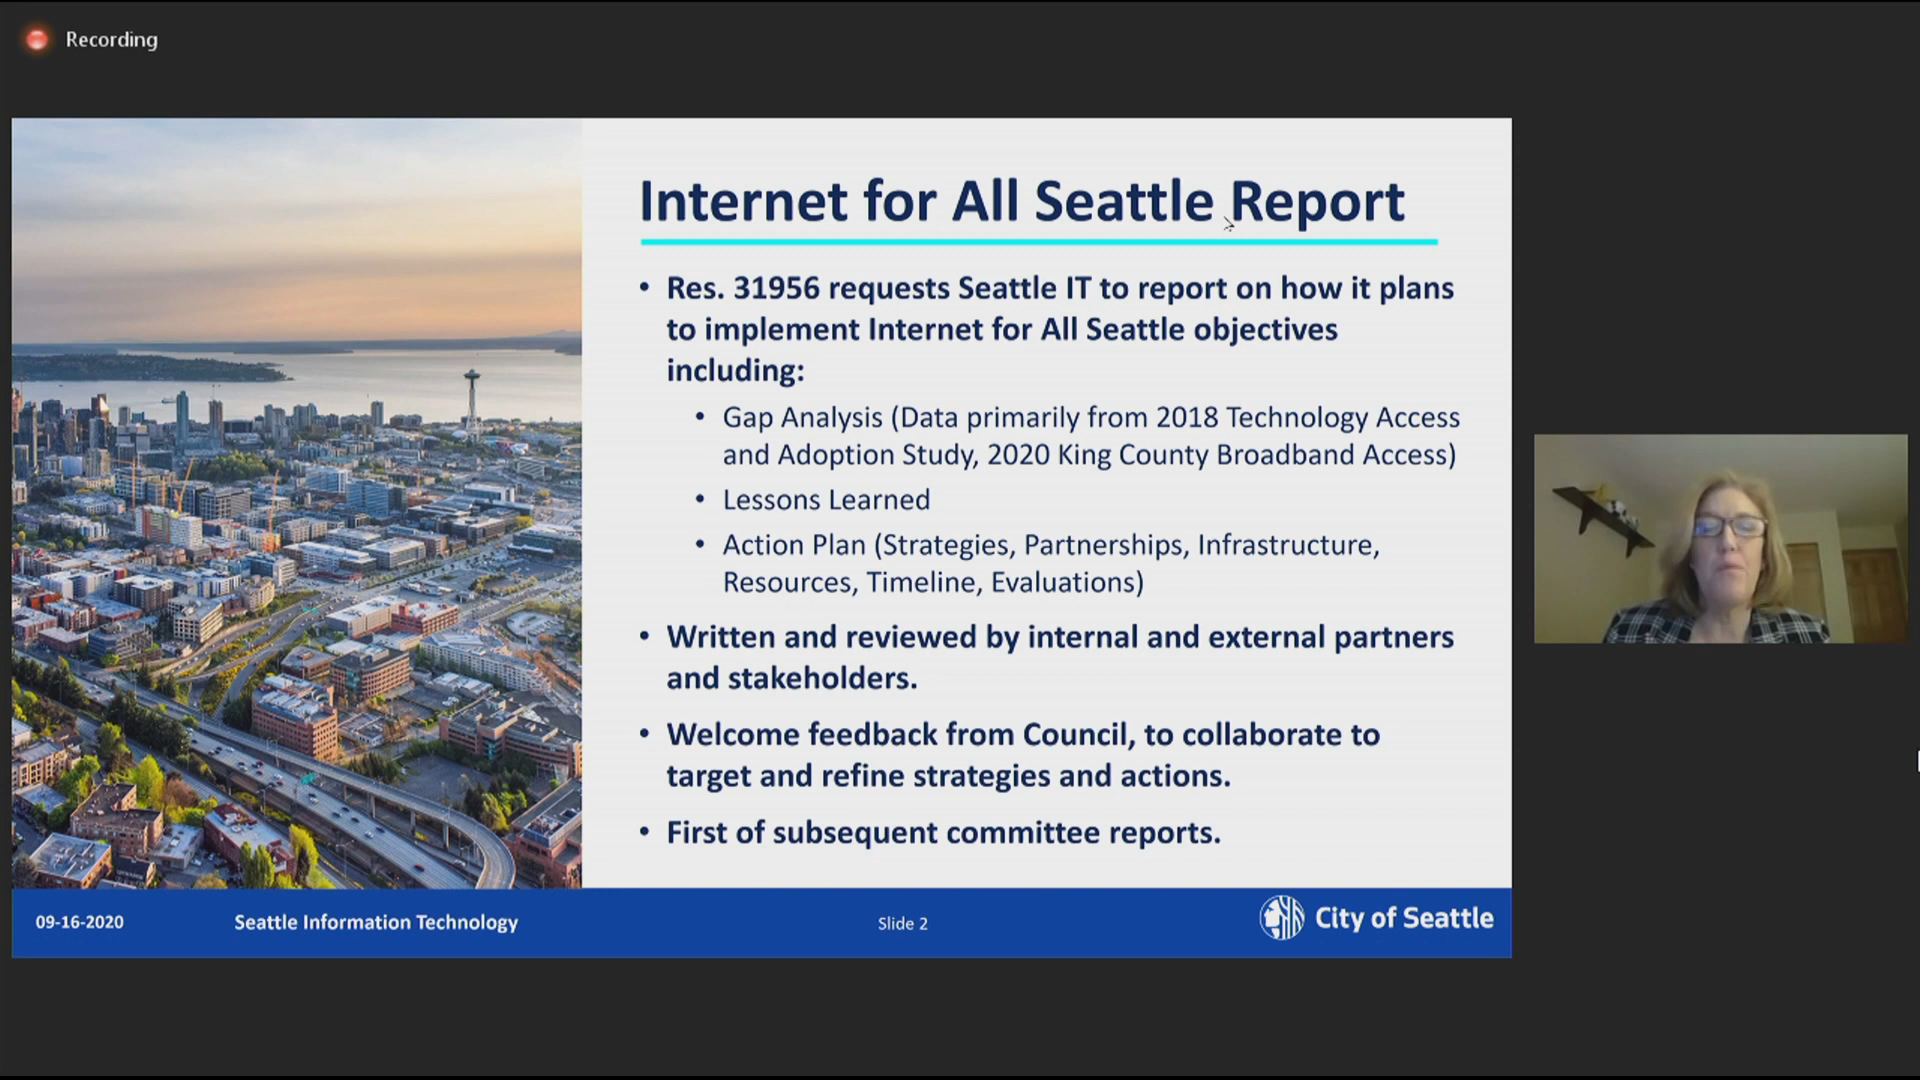 Recording
Internet for All Seattle Report
• Res. 31956 requests Seattle IT to report on how it plans
to implement Internet for All Seattle objectives
including:
• Gap Analysis (Data primarily from 2018 Technology Access
and Adoption Study, 2020 King County Broadband Access)
• Lessons Learned
• Action Plan (Strategies, Partnerships, Infrastructure,
Resources, Timeline, Evaluations)
• Written and reviewed by internal and external partners
and stakeholders.
• Welcome feedback from Council, to collaborate to
target and refine strategies and actions.
• First of subsequent committee reports.
09-16-2020
Seattle Information Technology
Slide 2
City of Seattle